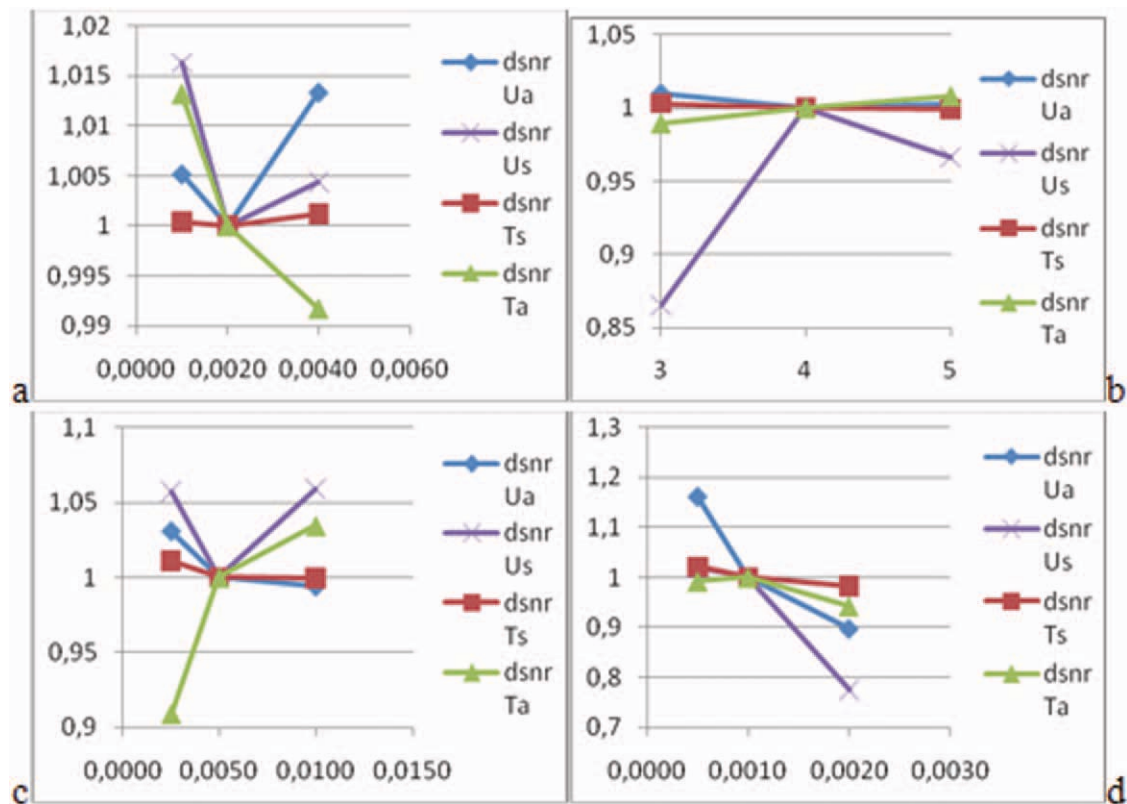 1,02
1,015
1,01
1,005
1
0,995
0,99
0,0000 0,0020 0,0040 0,0060
dsnr
Ua
dsnr
Us
dsnr
Ts
dsnr
Ta
a
1,05
1
0,95
0,9
0,85
3 4 5
dsnr
Ua
dsnr
Us
dsnr
Ts
dsnr
Ta
b
1,1
1,05
1
0,95
0,9
0,0000 0,0050 0,0100 0,0150
dsnr
Ua
dsnr
Us
dsnr
Ts
dsnr
Ta
c
1,3
1,2
1,1
1
0,9
0,8
0,7
0,0000 0,0010 0,0020 0,0030
dsnr
Ua
dsnr
Us
dsnr
Ts
dsnr
Ta
d